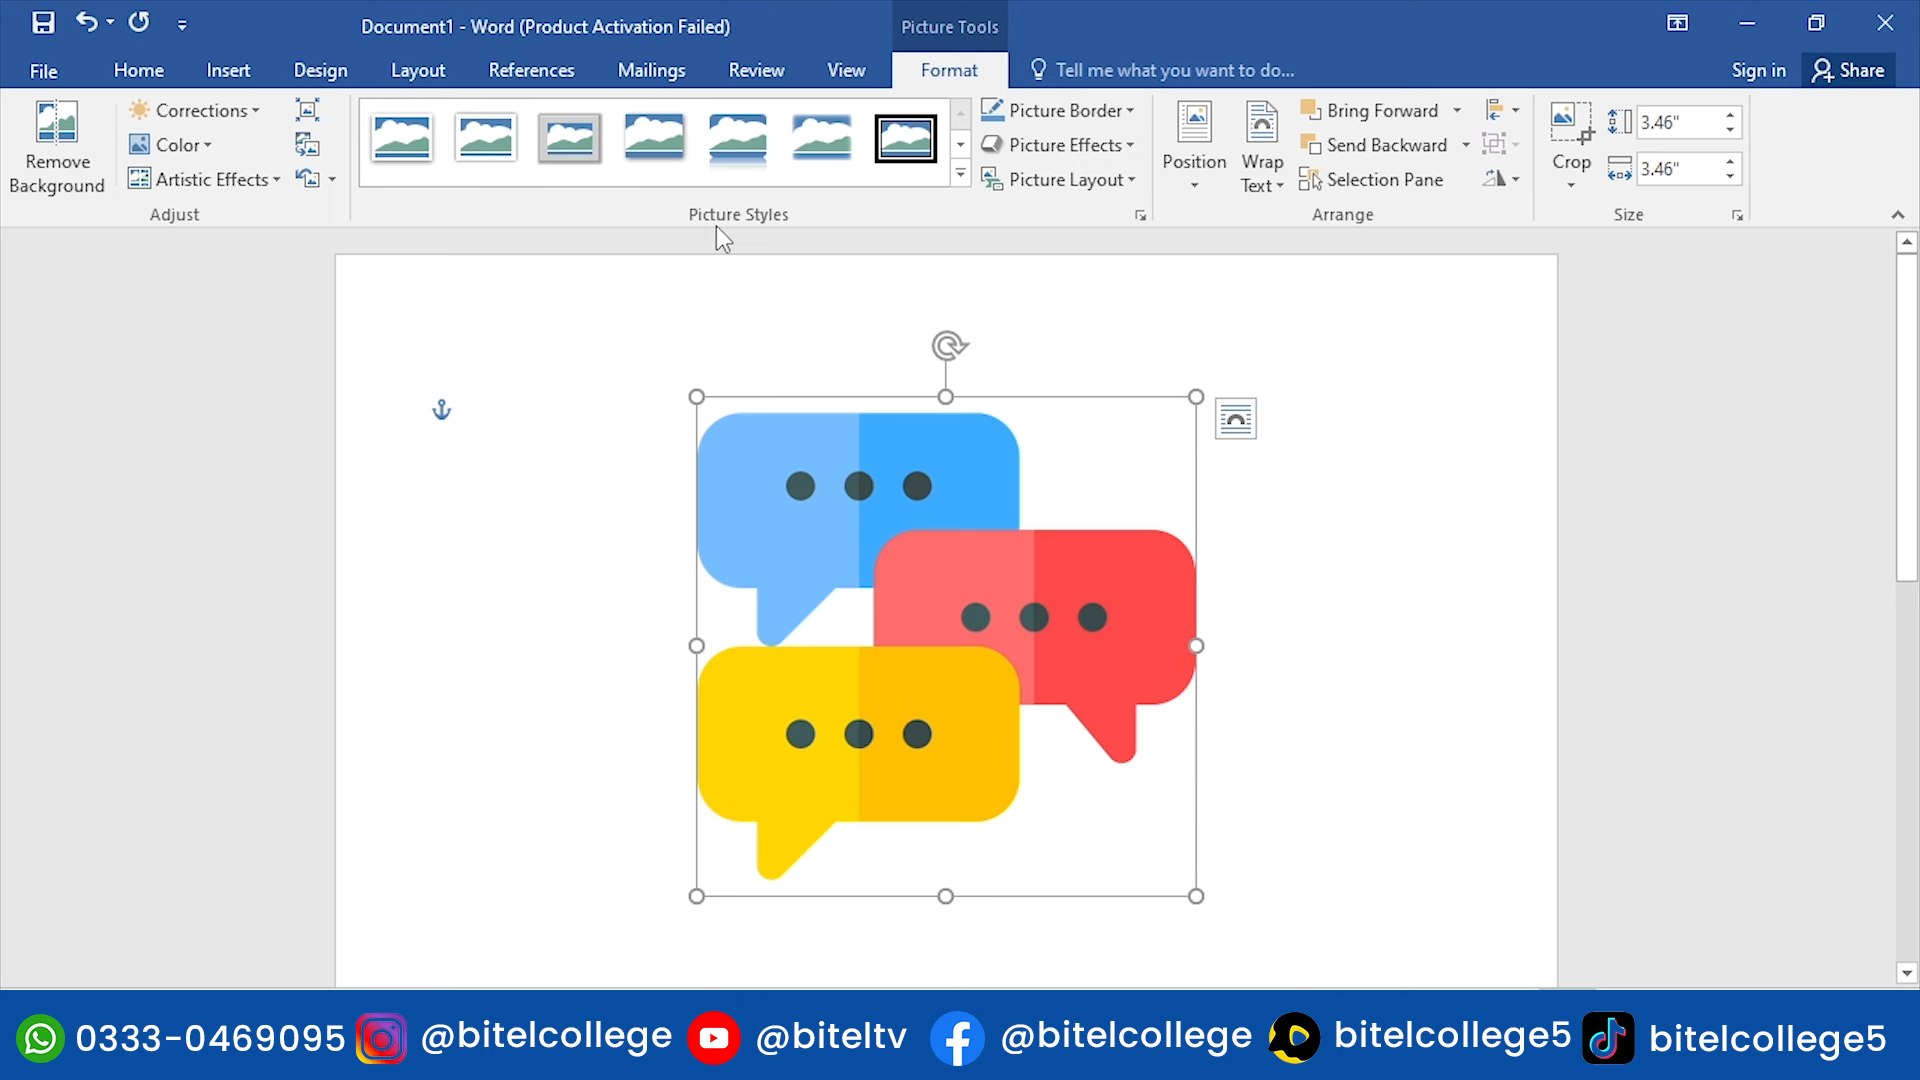 Document1 - Word (Product Activation Failed)
Picture Tools
File Home Insert Design Layout References Mailings Review View Format Tell me what you want to do... Sign in Share
Remove Background
Corrections
Color
Artistic Effects
Adjust
Picture Styles
Picture Border
Picture Effects
Picture Layout
Position
Wrap Text
Bring Forward
Send Backward
Selection Pane
Arrange
Crop
3.46"
3.46"
Size
0333-0469095 @bitelcollege @biteltv @bitelcollege bitelcollege5 bitelcollege5